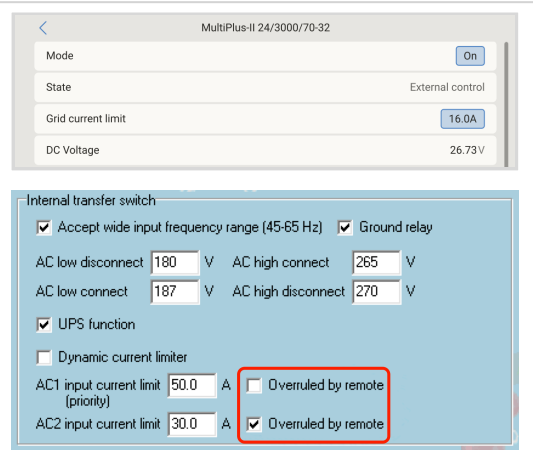 MultiPlus-II 24/3000/70-32
Mode On
State External control
Grid current limit 16.0A
DC Voltage 26.73V
Internal transfer switch
Accept wide input frequency range (45-65 Hz) Ground relay
AC low disconnect 180 V AC high connect 265 V
AC low connect 187 V AC high disconnect 270 V
UPS function
Dynamic current limiter
AC1 input current limit 50.0 A Overruled by remote
(priority)
AC2 input current limit 30.0 A Overruled by remote